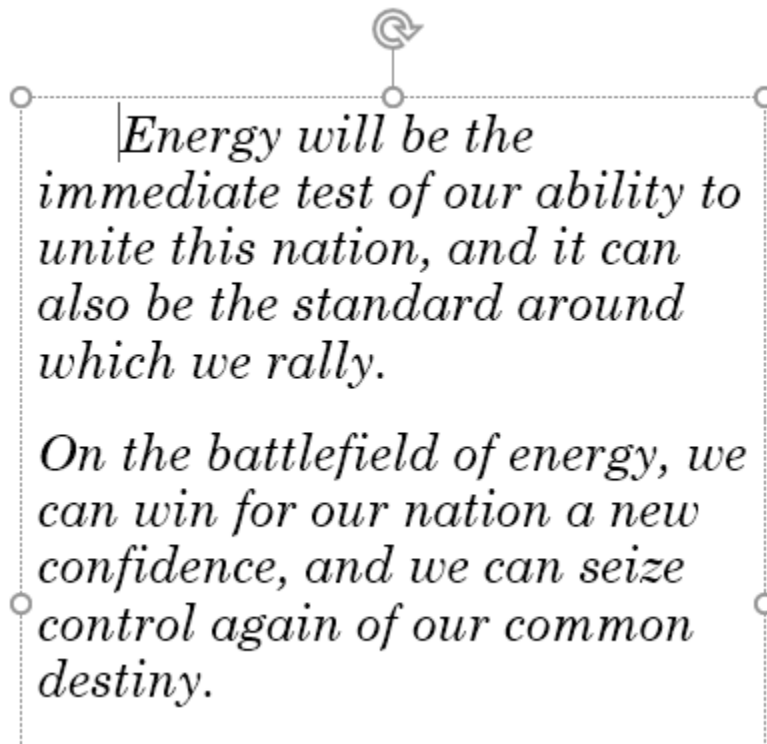 Energy will be the
immediate test of our ability to
unite this nation, and it can
also be the standard around
which we rally.
On the battlefield of energy, we
can win for our nation a new
confidence, and we can seize
control again of our common
destiny.